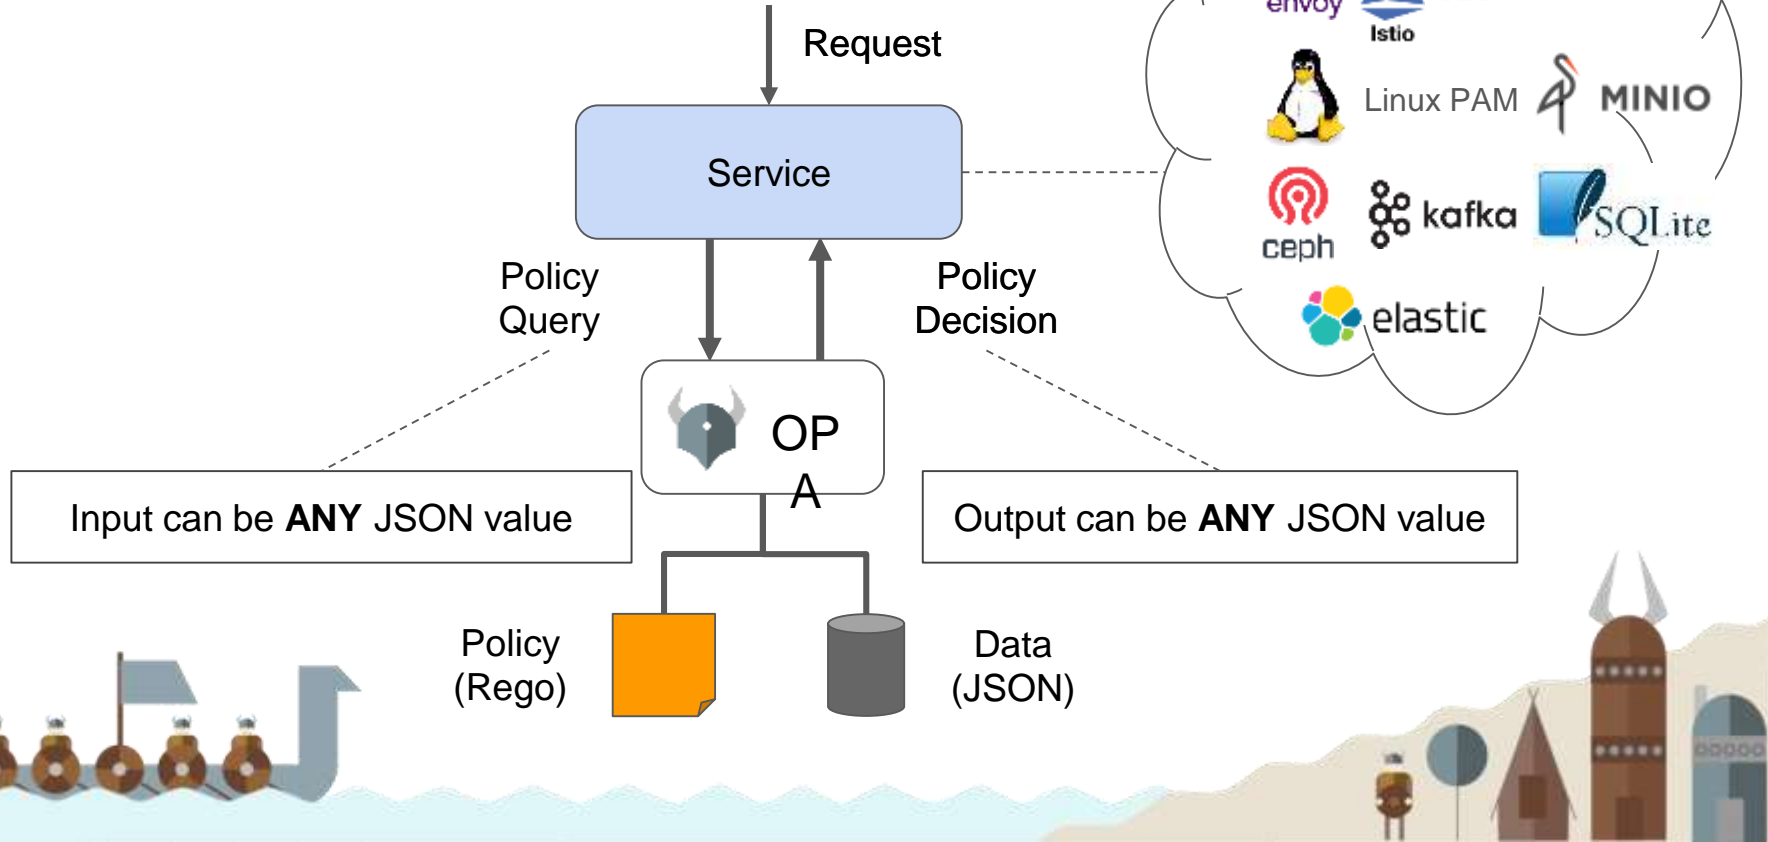 envoy
Istio
Request
Linux PAM
MINIO
Service
ceph
kafka
SQLite
Policy
Query
Policy
Decision
elastic
OP
A
Input can be ANY JSON value
Output can be ANY JSON value
Policy
(Rego)
Data
(JSON)